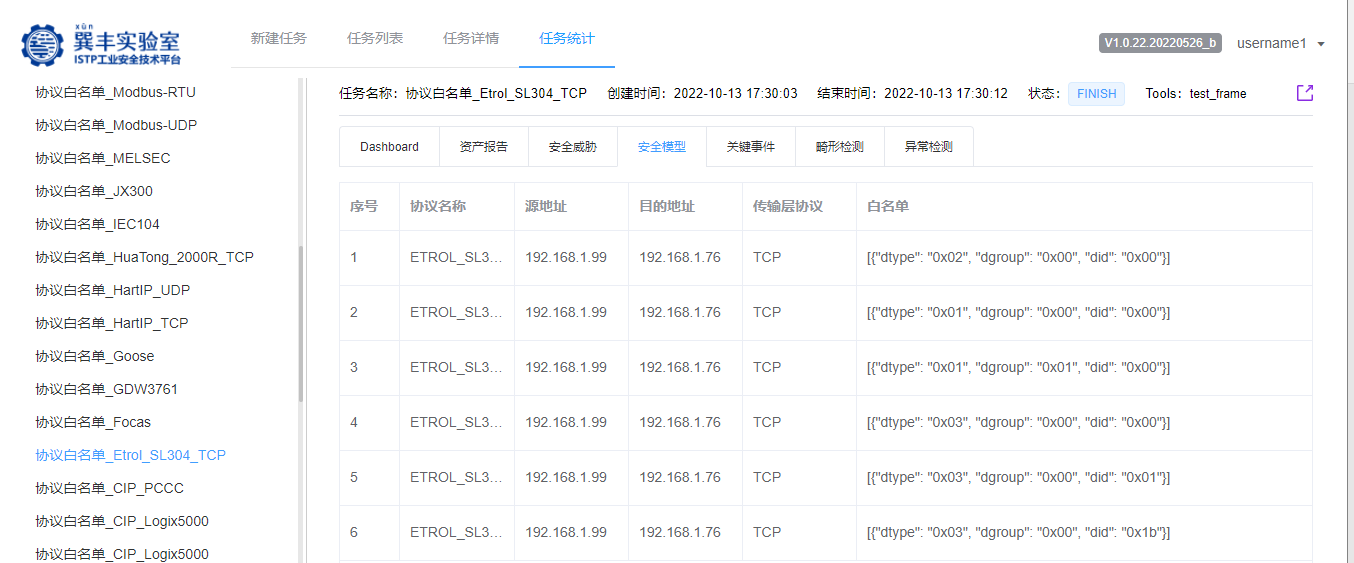 xùn
巽丰实验室
ISTP工业安全技术平台
新建任务 任务列表 任务详情 任务统计
V1.0.22.20220526_b username1
协议白名单_Modbus-RTU
协议白名单_Modbus-UDP
协议白名单_MELSEC
协议白名单_JX300
协议白名单_IEC104
协议白名单_HuaTong_2000R_TCP
协议白名单_HartIP_UDP
协议白名单_HartIP_TCP
协议白名单_Goose
协议白名单_GDW3761
协议白名单_Focas
协议白名单_Etrol_SL304_TCP
协议白名单_CIP_PCCC
协议白名单_CIP_Logix5000
协议白名单_CIP_Logix5000
任务名称：协议白名单_Etrol_SL304_TCP 创建时间：2022-10-13 17:30:03 结束时间：2022-10-13 17:30:12 状态： FINISH Tools：test_frame
Dashboard 资产报告 安全威胁 安全模型 关键事件 畸形检测 异常检测
序号 协议名称 源地址 目的地址 传输层协议 白名单
1 ETROL_SL3... 192.168.1.99 192.168.1.76 TCP [{"dtype": "0x02", "dgroup": "0x00", "did": "0x00"}]
2 ETROL_SL3... 192.168.1.99 192.168.1.76 TCP [{"dtype": "0x01", "dgroup": "0x00", "did": "0x00"}]
3 ETROL_SL3... 192.168.1.99 192.168.1.76 TCP [{"dtype": "0x01", "dgroup": "0x01", "did": "0x00"}]
4 ETROL_SL3... 192.168.1.99 192.168.1.76 TCP [{"dtype": "0x03", "dgroup": "0x00", "did": "0x00"}]
5 ETROL_SL3... 192.168.1.99 192.168.1.76 TCP [{"dtype": "0x03", "dgroup": "0x00", "did": "0x01"}]
6 ETROL_SL3... 192.168.1.99 192.168.1.76 TCP [{"dtype": "0x03", "dgroup": "0x00", "did": "0x1b"}]